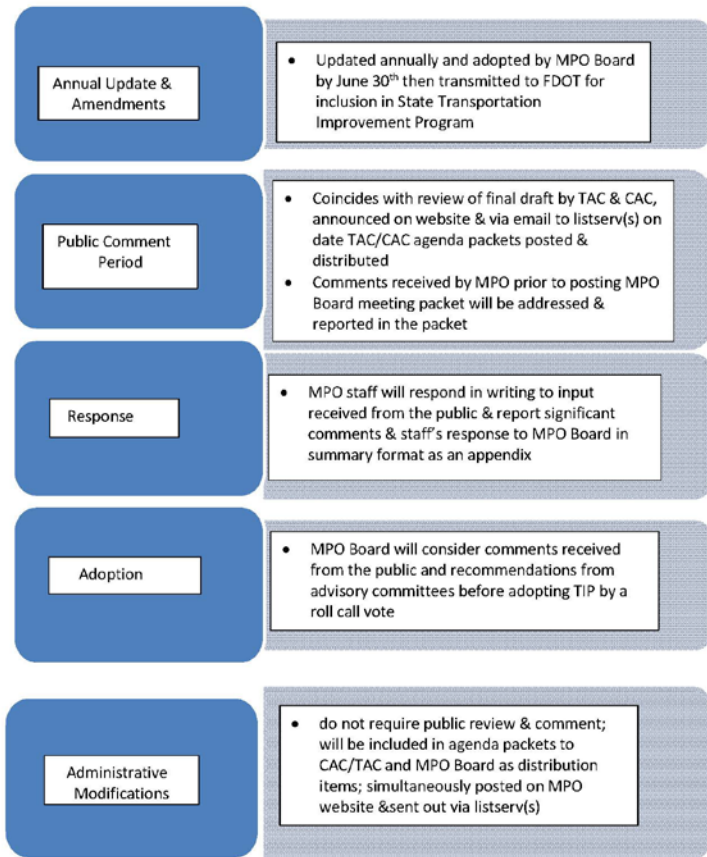 Annual Update &
Amendments
• Updated annually and adopted by MPO Board
by June 30th then transmitted to FDOT for
inclusion in State Transportation
Improvement Program
Public Comment
Period
• Coincides with review of final draft by TAC & CAC,
announced on website & via email to listserv(s) on
date TAC/CAC agenda packets posted &
distributed
• Comments received by MPO prior to posting MPO
Board meeting packet will be addressed &
reported in the packet
Response
• MPO staff will respond in writing to input
received from the public & report significant
comments & staff's response to MPO Board in
summary format as an appendix
Adoption
• MPO Board will consider comments received
from the public and recommendations from
advisory committees before adopting TIP by a
roll call vote
Administrative
Modifications
• do not require public review & comment;
will be included in agenda packets to
CAC/TAC and MPO Board as distribution
items; simultaneously posted on MPO
website &sent out via listserv(s)